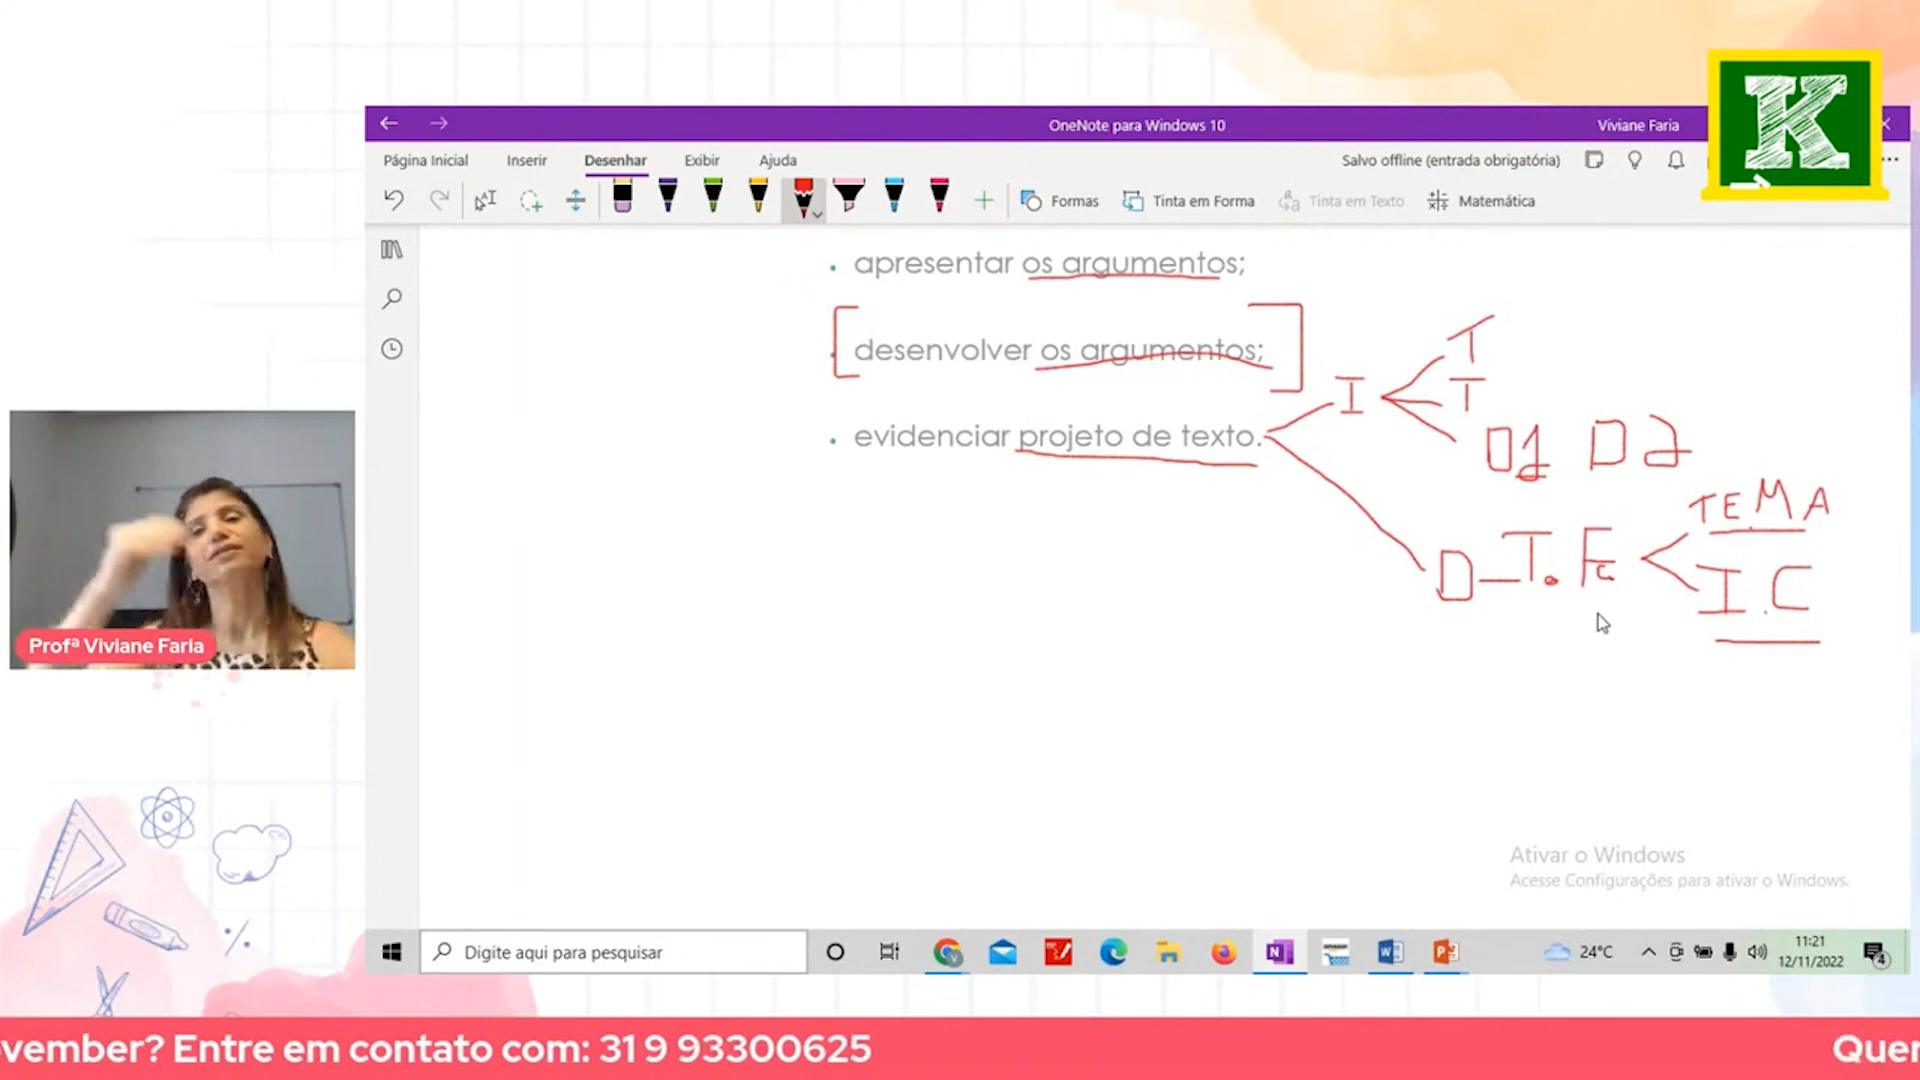 K
OneNote para Windows 10
Viviane Faria
Página Inicial Inserir Desenhar Exibir Ajuda
Salvo offline (entrada obrigatória)
Formas Tinta em Forma Tinta em Texto Matemática
apresentar os argumentos;
desenvolver os argumentos;
evidenciar projeto de texto.
I
T
T
D1 D2
TEMA
D-T.F
I.C
Profª Viviane Faria
Ativar o Windows
Acesse Configurações para ativar o Windows.
Digite aqui para pesquisar
24°C
11:21
12/11/2022
4
ovember? Entre em contato com: 31 9 93300625
Quer